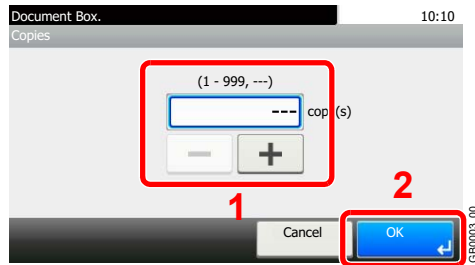 Document Box. 10:10
Copies
(1 - 999, ---)
--- cop (s)
− +
1
2
Cancel OK
GB0003_00